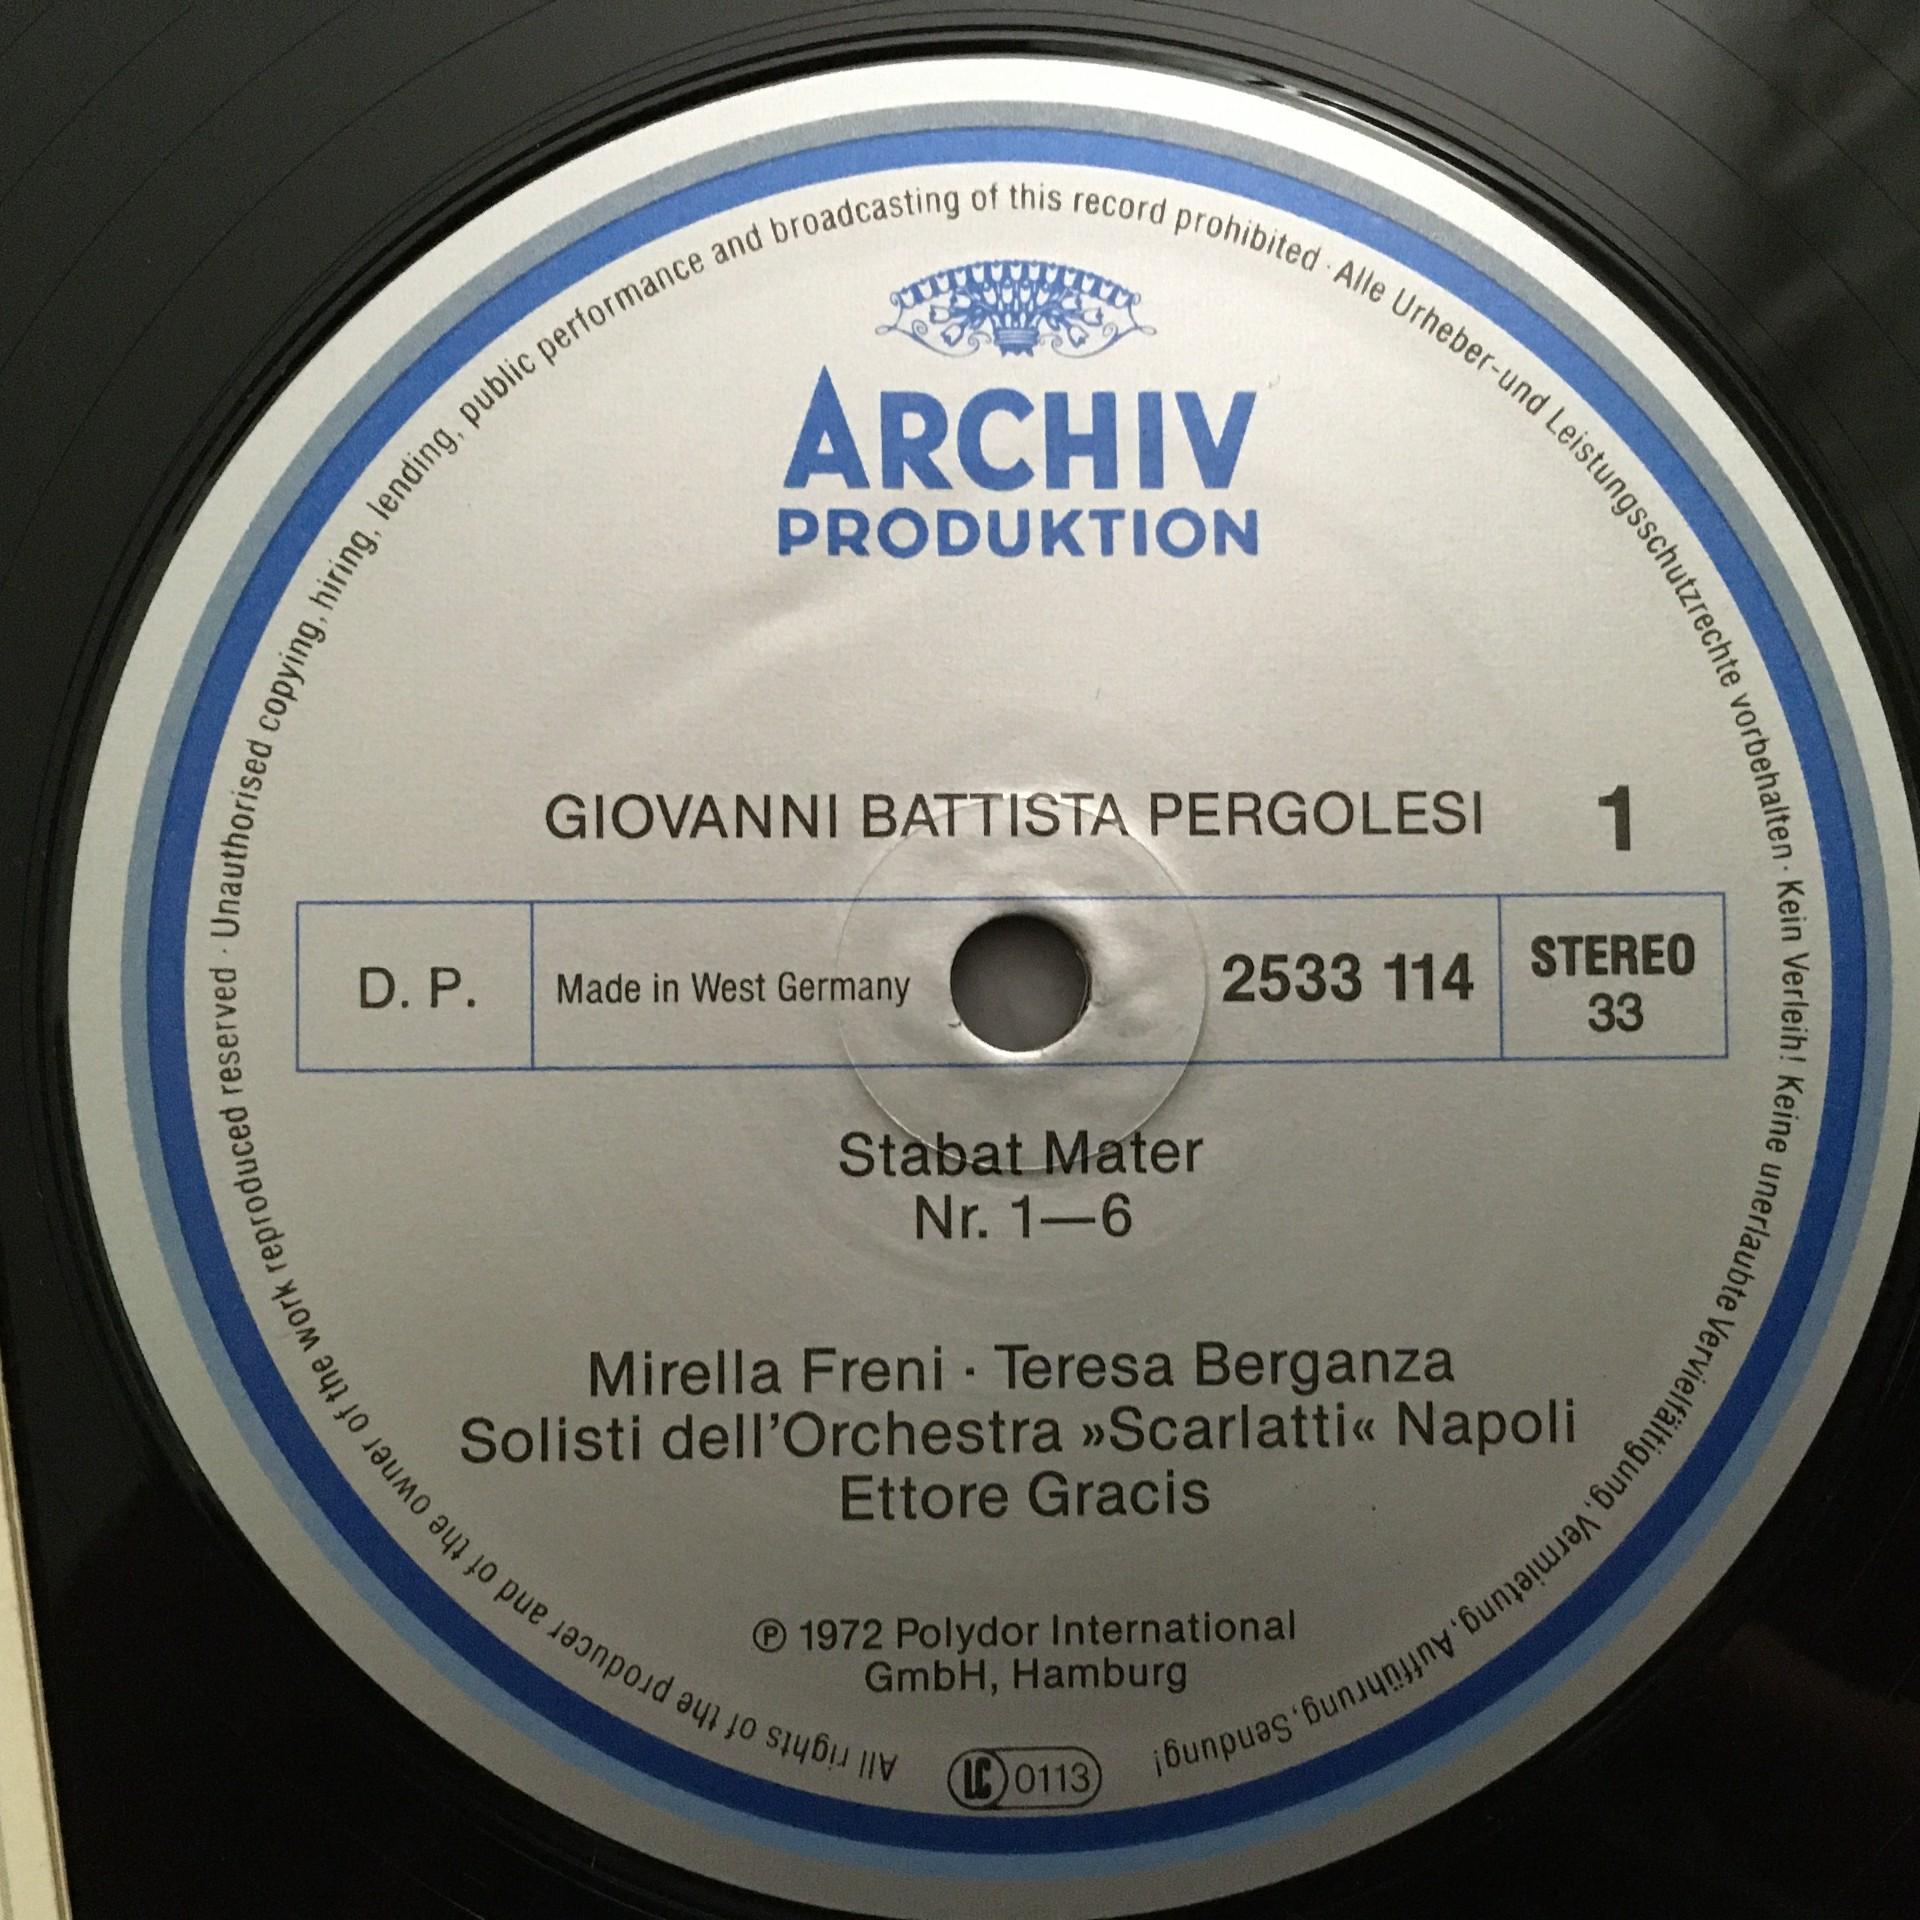 ARCHIV
PRODUKTION
GIOVANNI BATTISTA PERGOLESI 1
D. P. Made in West Germany 2533 114 STEREO
33
Stabat Mater
Nr. 1—6
Mirella Freni · Teresa Berganza
Solisti dell'Orchestra »Scarlatti« Napoli
Ettore Gracis
℗ 1972 Polydor International
GmbH, Hamburg
LC 0113
All rights of the producer and of the owner of the work reproduced reserved · Unauthorised copying, hiring, lending, public performance and broadcasting of this record prohibited · Alle Urheber-und Leistungsschutzrechte vorbehalten · Kein Verleih! Keine unerlaubte Vervielfältigung, Vermietung, Aufführung, Sendung!